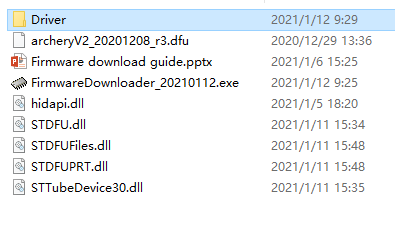 Driver 2021/1/12 9:29
archeryV2_20201208_r3.dfu 2020/12/29 13:36
Firmware download guide.pptx 2021/1/6 15:25
FirmwareDownloader_20210112.exe 2021/1/12 9:25
hidapi.dll 2021/1/5 18:20
STDFU.dll 2021/1/11 15:34
STDFUFiles.dll 2021/1/11 15:48
STDFUPRT.dll 2021/1/11 15:48
STTubeDevice30.dll 2021/1/11 15:35